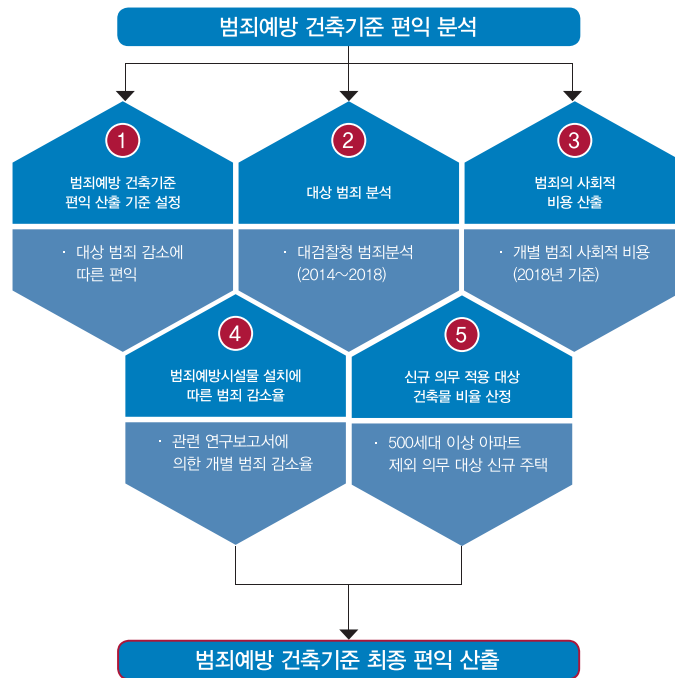 범죄예방 건축기준 편익 분석
1
범죄예방 건축기준
편익 산출 기준 설정
· 대상 범죄 감소에
따른 편익
2
대상 범죄 분석
· 대검찰청 범죄분석
(2014~2018)
3
범죄의 사회적
비용 산출
· 개별 범죄 사회적 비용
(2018년 기준)
4
범죄예방시설물 설치에
따른 범죄 감소율
· 관련 연구보고서에
의한 개별 범죄 감소율
5
신규 의무 적용 대상
건축물 비율 산정
· 500세대 이상 아파트
제외 의무 대상 신규 주택
범죄예방 건축기준 최종 편익 산출